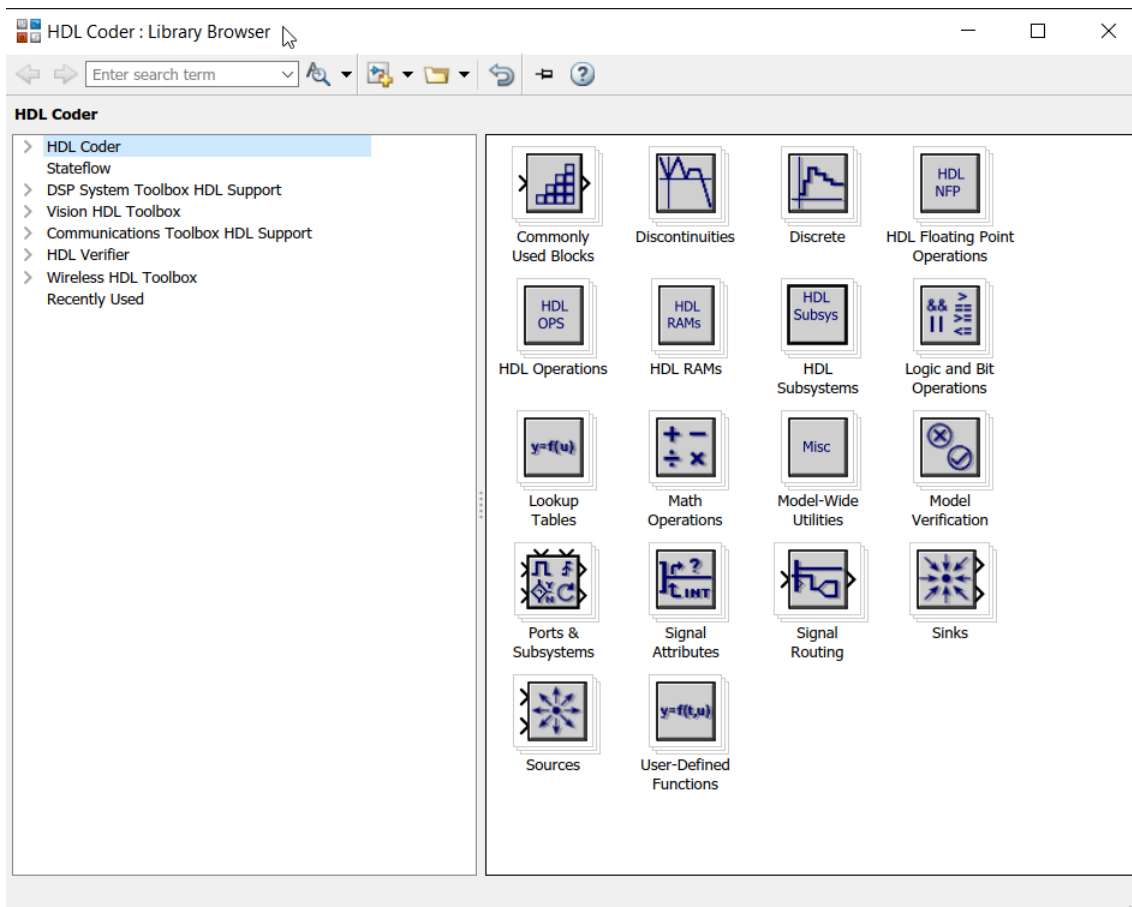 HDL Coder : Library Browser
Enter search term
HDL Coder
HDL Coder
Stateflow
DSP System Toolbox HDL Support
Vision HDL Toolbox
Communications Toolbox HDL Support
HDL Verifier
Wireless HDL Toolbox
Recently Used
Commonly
Used Blocks
Discontinuities
Discrete
HDL
NFP
HDL Floating Point
Operations
HDL
OPS
HDL Operations
HDL
RAMs
HDL RAMs
HDL
Subsys
HDL
Subsystems
&& >
== 
|| >=
<=
Logic and Bit
Operations
y=f(u)
Lookup
Tables
+ −
÷ ×
Math
Operations
Misc
Model-Wide
Utilities
Model
Verification
Y
N
Ports &
Subsystems
?
INT
Signal
Attributes
Signal
Routing
Sinks
Sources
y=f(t,u)
User-Defined
Functions